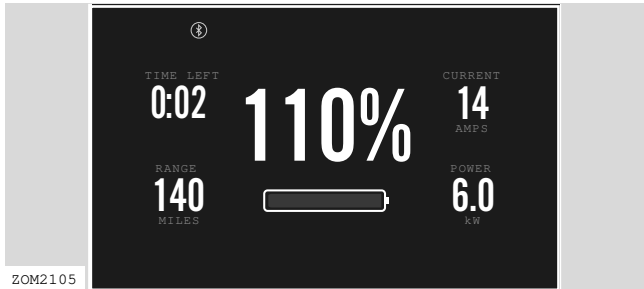 TIME LEFT
0:02
110%
CURRENT
14
AMPS
RANGE
140
MILES
POWER
6.0
kW
ZOM2105